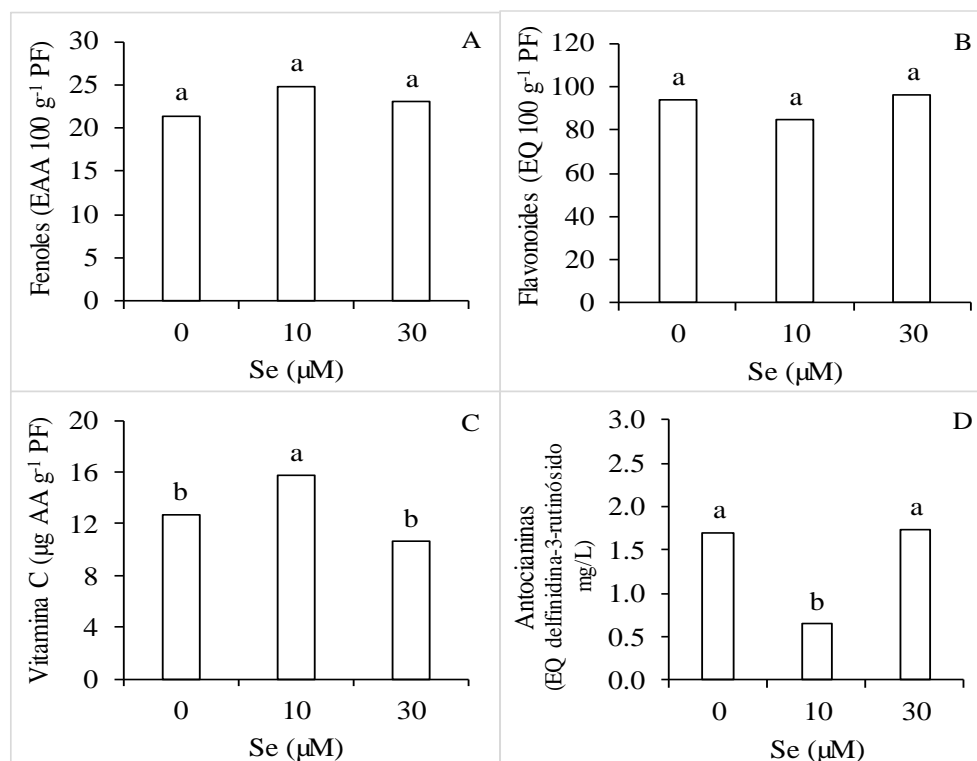 A
Fenoles (EAA 100 g⁻¹ PF)
30
25
20
15
10
5
0
a
a
a
0 10 30
Se (µM)
B
Flavonoides (EQ 100 g⁻¹ PF)
120
100
80
60
40
20
0
a
a
a
0 10 30
Se (µM)
C
Vitamina C (µg AA g⁻¹ PF)
20
16
12
8
4
0
b
a
b
0 10 30
Se (µM)
D
Antocianinas
(EQ delfinidina-3-rutinósido
mg/L)
3.0
2.5
2.0
1.5
1.0
0.5
0.0
a
b
a
0 10 30
Se (µM)